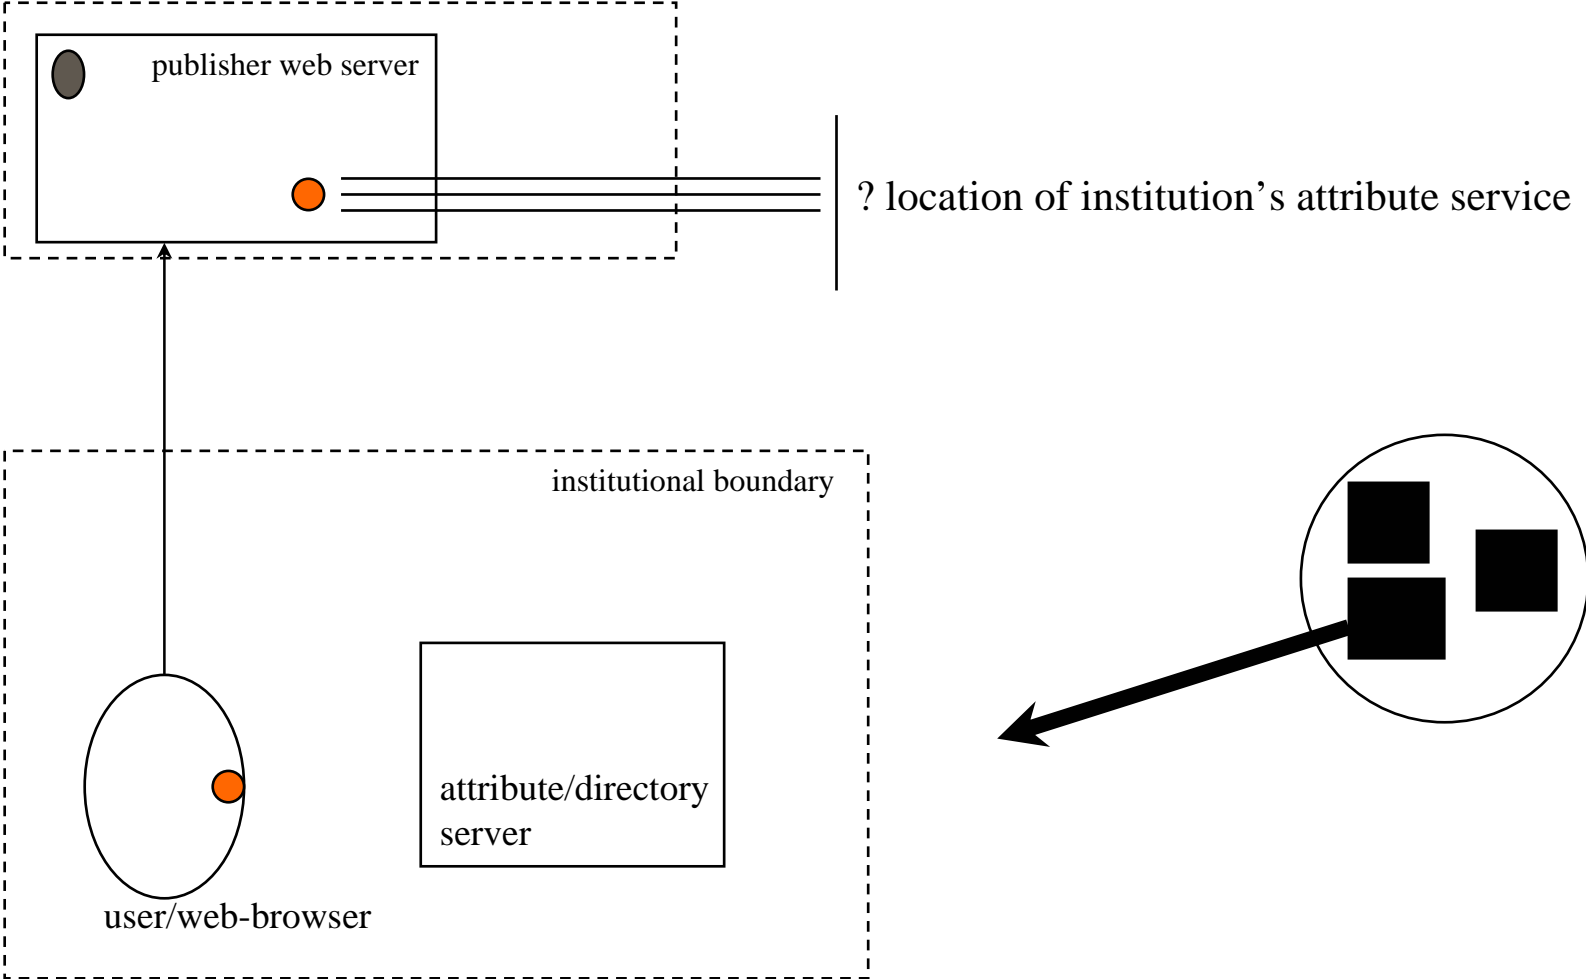 publisher web server
? location of institution’s attribute service
institutional boundary
attribute/directory
server
user/web-browser